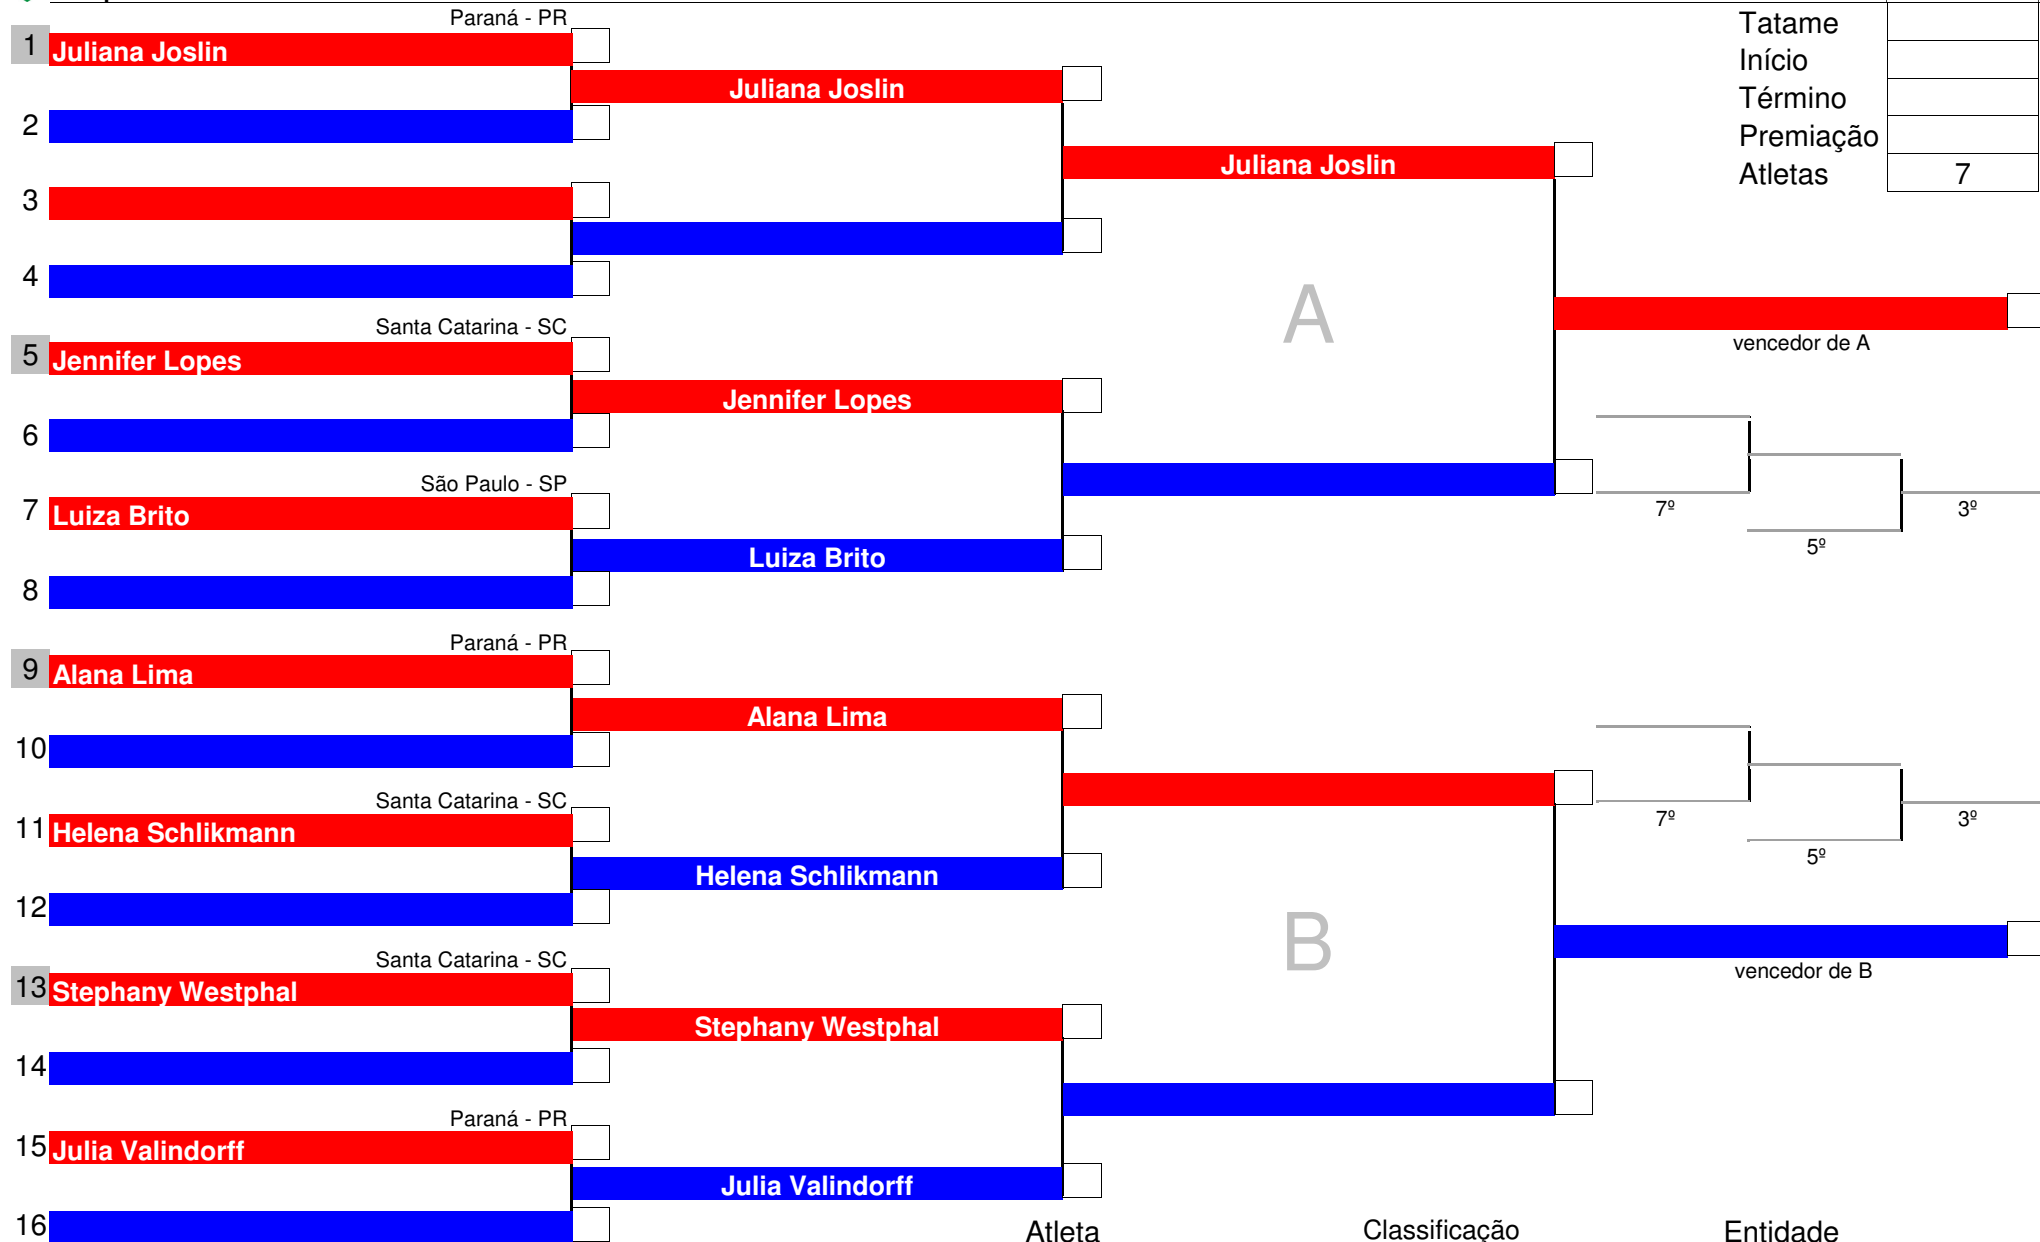 Paraná - PR
Tatame
1 Juliana Joslin
Início
Juliana Joslin
Término
2
Premiação
Juliana Joslin
Atletas 7
3
4
A
Santa Catarina - SC
vencedor de A
5 Jennifer Lopes
Jennifer Lopes
6
São Paulo - SP
7 Luiza Brito
7º 3º
5º
Luiza Brito
8
Paraná - PR
9 Alana Lima
Alana Lima
10
Santa Catarina - SC
7º 3º
11 Helena Schlikmann
5º
Helena Schlikmann
12
B
Santa Catarina - SC
vencedor de B
13 Stephany Westphal
Stephany Westphal
14
Paraná - PR
15 Julia Valindorff
Julia Valindorff
16
Atleta Classificação Entidade